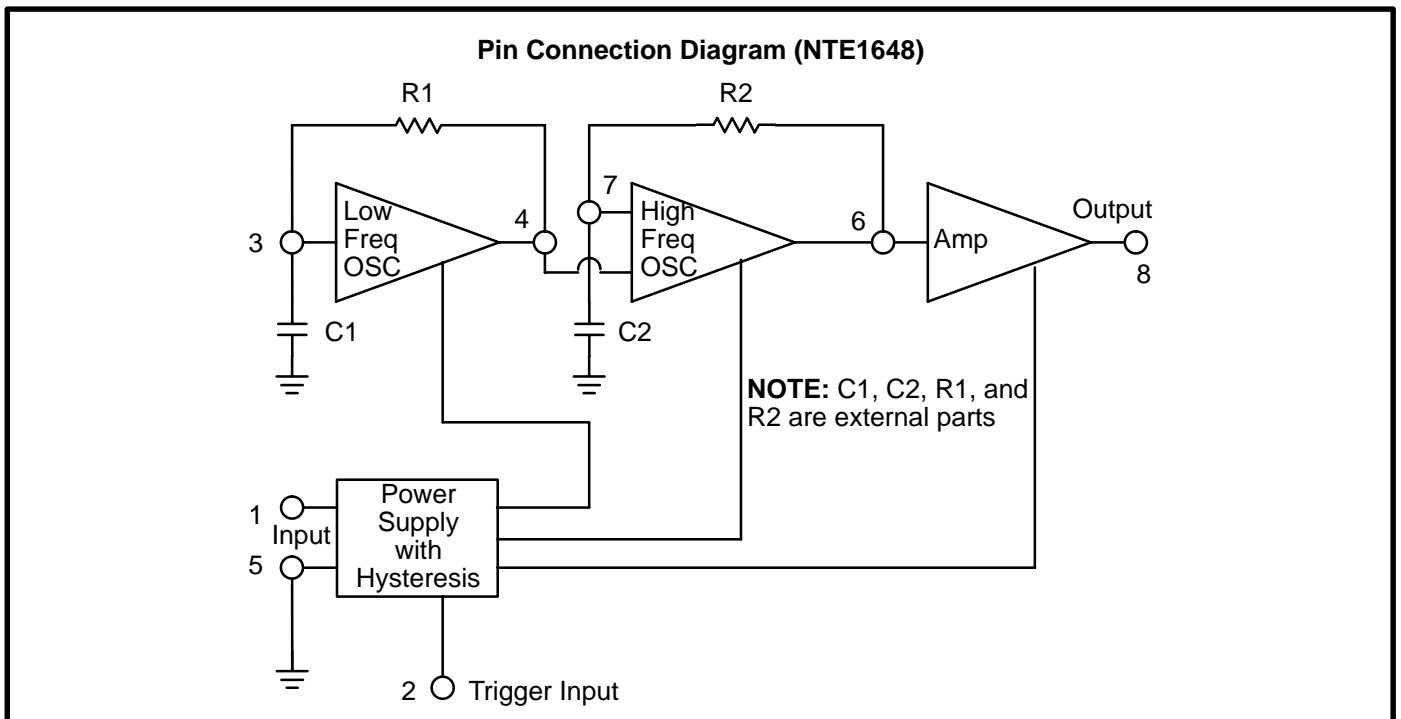 Pin Connection Diagram (NTE1648)
R1
R2
7
Low
Freq
OSC
4
High
Freq
OSC
6
Amp
Output
3
8
C1
C2
NOTE: C1, C2, R1, and
R2 are external parts
1
Input
5
Power
Supply
with
Hysteresis
2
Trigger Input